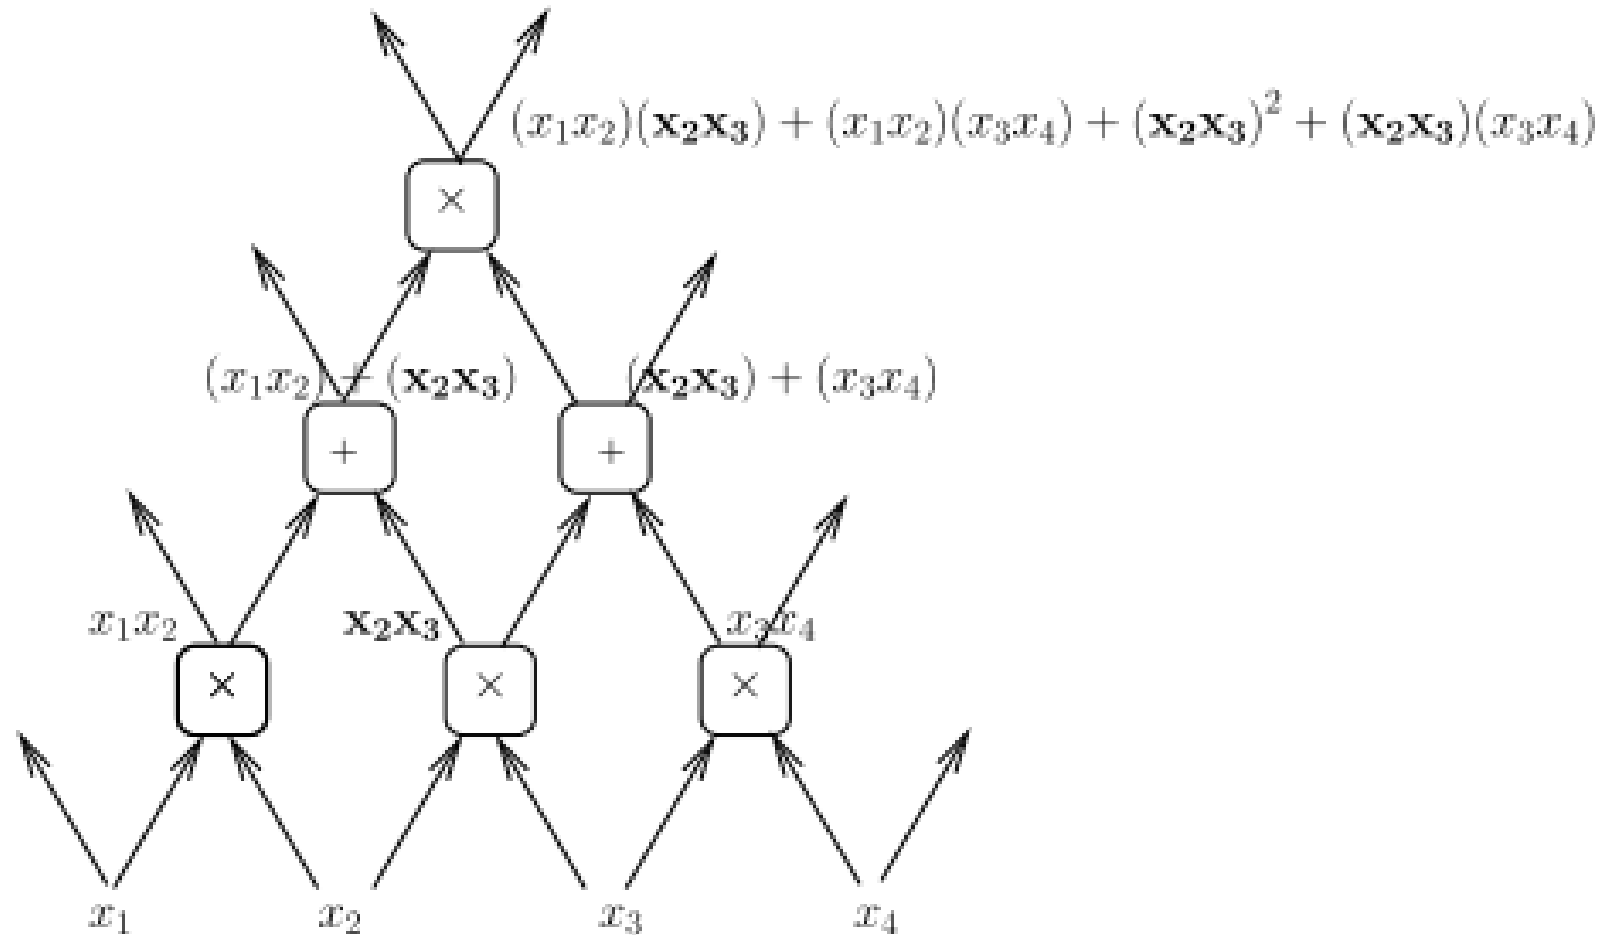 (x₁x₂)(𝐱₂𝐱₃) + (x₁x₂)(x₃x₄) + (𝐱₂𝐱₃)² + (𝐱₂𝐱₃)(x₃x₄)
×
(x₁x₂) + (𝐱₂𝐱₃) (𝐱₂𝐱₃) + (x₃x₄)
+ +
x₁x₂ 𝐱₂𝐱₃ x₃x₄
× × ×
x₁ x₂ x₃ x₄